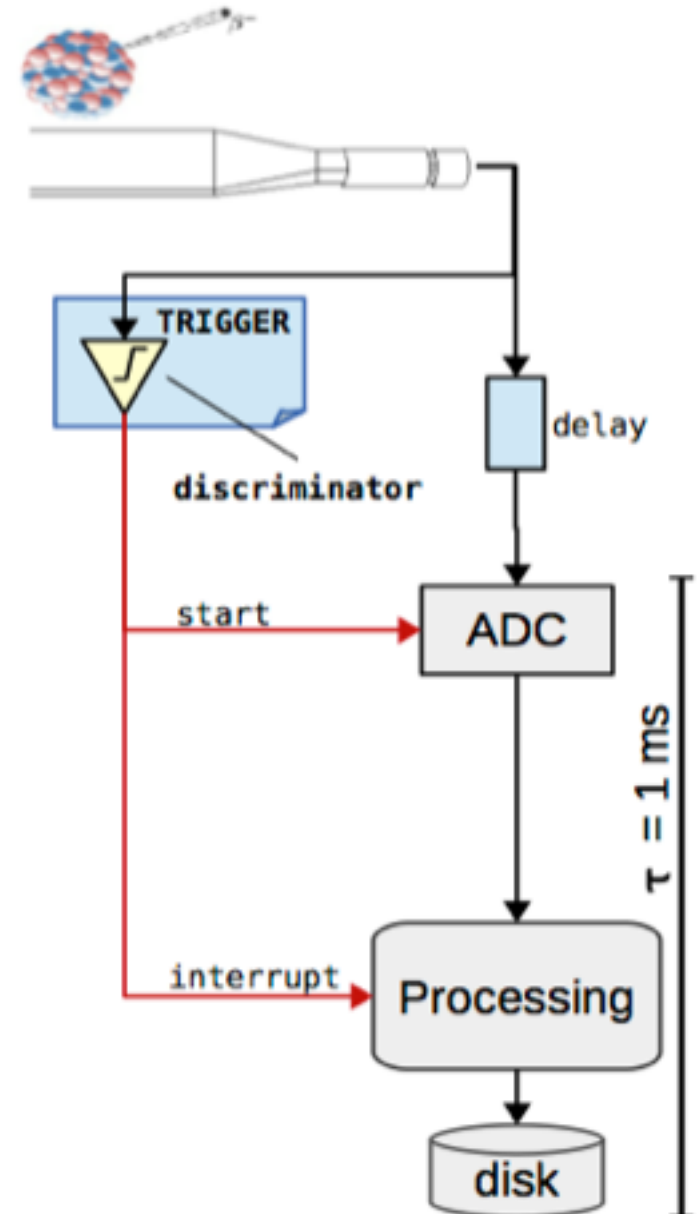 β-
TRIGGER
delay
discriminator
start
ADC
τ = 1 ms
interrupt
Processing
disk